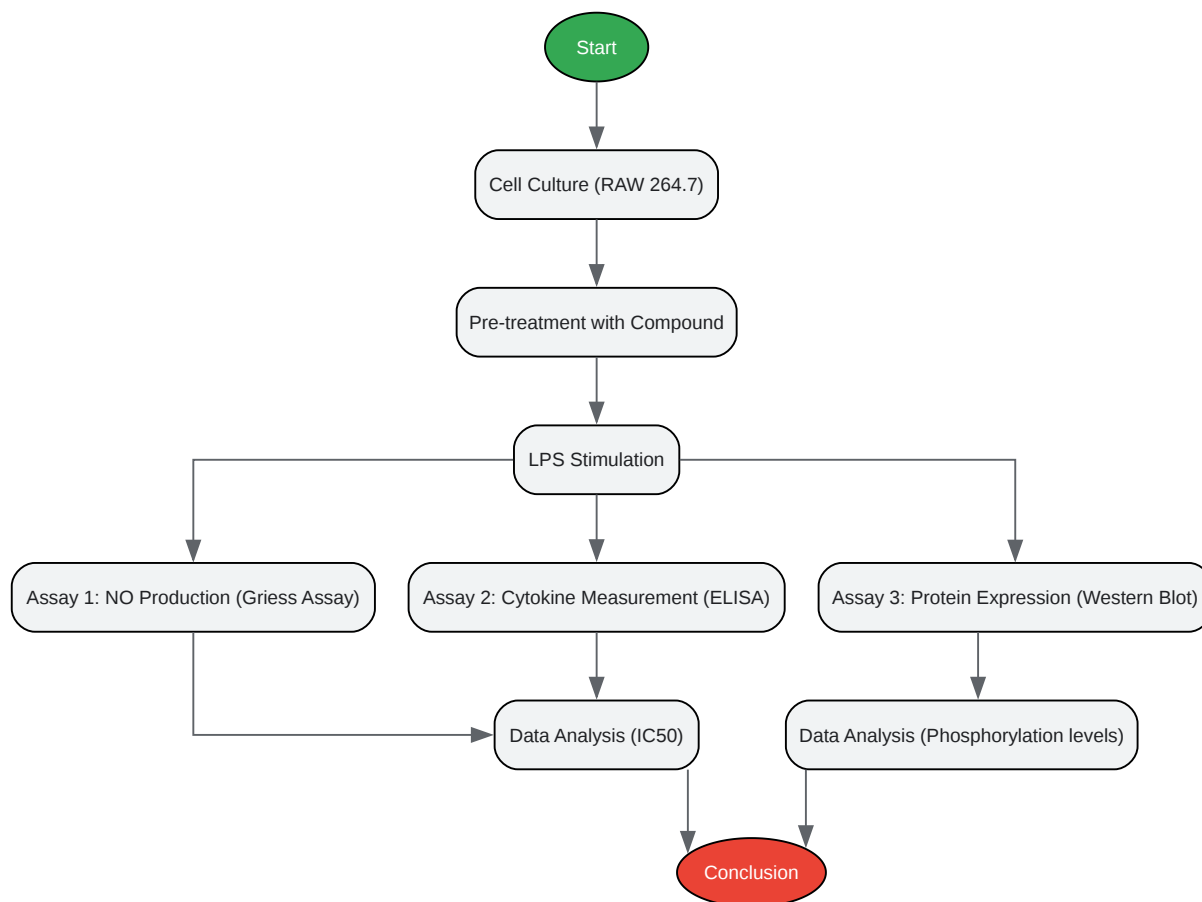 Start
Cell Culture (RAW 264.7)
Pre-treatment with Compound
LPS Stimulation
Assay 1: NO Production (Griess Assay)
Assay 2: Cytokine Measurement (ELISA)
Assay 3: Protein Expression (Western Blot)
Data Analysis (IC50)
Data Analysis (Phosphorylation levels)
Conclusion